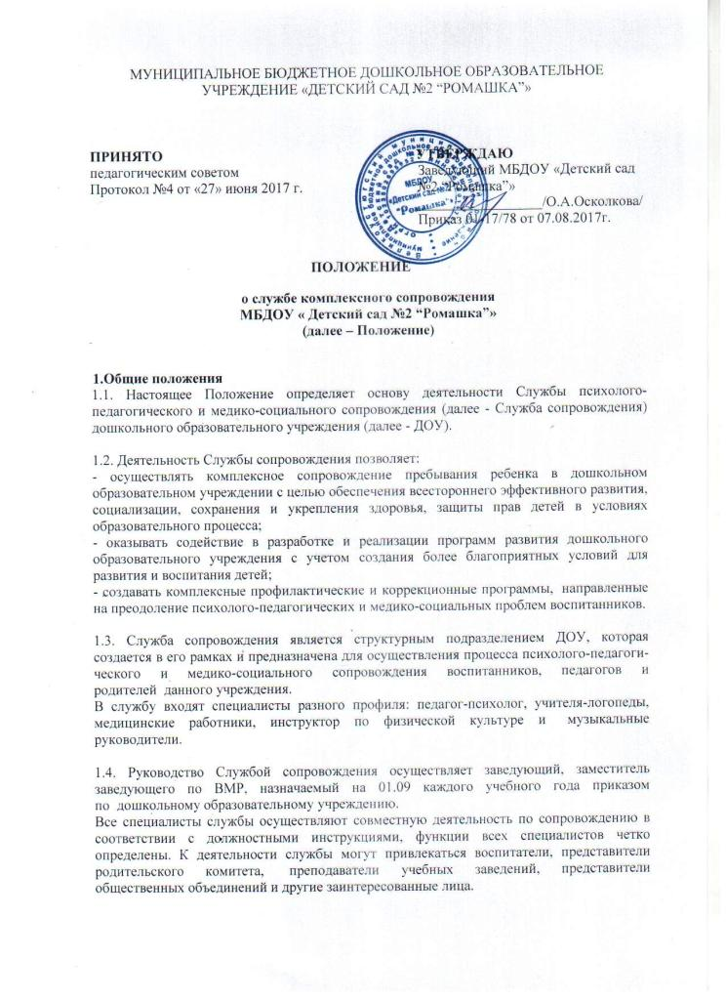 МУНИЦИПАЛЬНОЕ БЮДЖЕТНОЕ ДОШКОЛЬНОЕ ОБРАЗОВАТЕЛЬНОЕ
УЧРЕЖДЕНИЕ «ДЕТСКИЙ САД №2 “РОМАШКА”»
ПРИНЯТО
педагогическим советом
Протокол №4 от «27» июня 2017 г.
УТВЕРЖДАЮ
Заведующий МБДОУ «Детский сад
№2 “Ромашка”»
/О.А.Осколкова/
Приказ 01-17/78 от 07.08.2017г.
МБДОУ
«Детский сад №2
“Ромашка”»
ПОЛОЖЕНИЕ
о службе комплексного сопровождения
МБДОУ « Детский сад №2 “Ромашка”»
(далее – Положение)
1.Общие положения
1.1. Настоящее Положение определяет основу деятельности Службы психолого-
педагогического и медико-социального сопровождения (далее - Служба сопровождения)
дошкольного образовательного учреждения (далее - ДОУ).
1.2. Деятельность Службы сопровождения позволяет:
- осуществлять комплексное сопровождение пребывания ребенка в дошкольном
образовательном учреждении с целью обеспечения всестороннего эффективного развития,
социализации, сохранения и укрепления здоровья, защиты прав детей в условиях
образовательного процесса;
- оказывать содействие в разработке и реализации программ развития дошкольного
образовательного учреждения с учетом создания более благоприятных условий для
развития и воспитания детей;
- создавать комплексные профилактические и коррекционные программы, направленные
на преодоление психолого-педагогических и медико-социальных проблем воспитанников.
1.3. Служба сопровождения является структурным подразделением ДОУ, которая
создается в его рамках и предназначена для осуществления процесса психолого-педагоги-
ческого и медико-социального сопровождения воспитанников, педагогов и
родителей данного учреждения.
В службу входят специалисты разного профиля: педагог-психолог, учителя-логопеды,
медицинские работники, инструктор по физической культуре и музыкальные
руководители.
1.4. Руководство Службой сопровождения осуществляет заведующий, заместитель
заведующего по ВМР, назначаемый на 01.09 каждого учебного года приказом
по дошкольному образовательному учреждению.
Все специалисты службы осуществляют совместную деятельность по сопровождению в
соответствии с должностными инструкциями, функции всех специалистов четко
определены. К деятельности службы могут привлекаться воспитатели, представители
родительского комитета, преподаватели учебных заведений, представители
общественных объединений и другие заинтересованные лица.